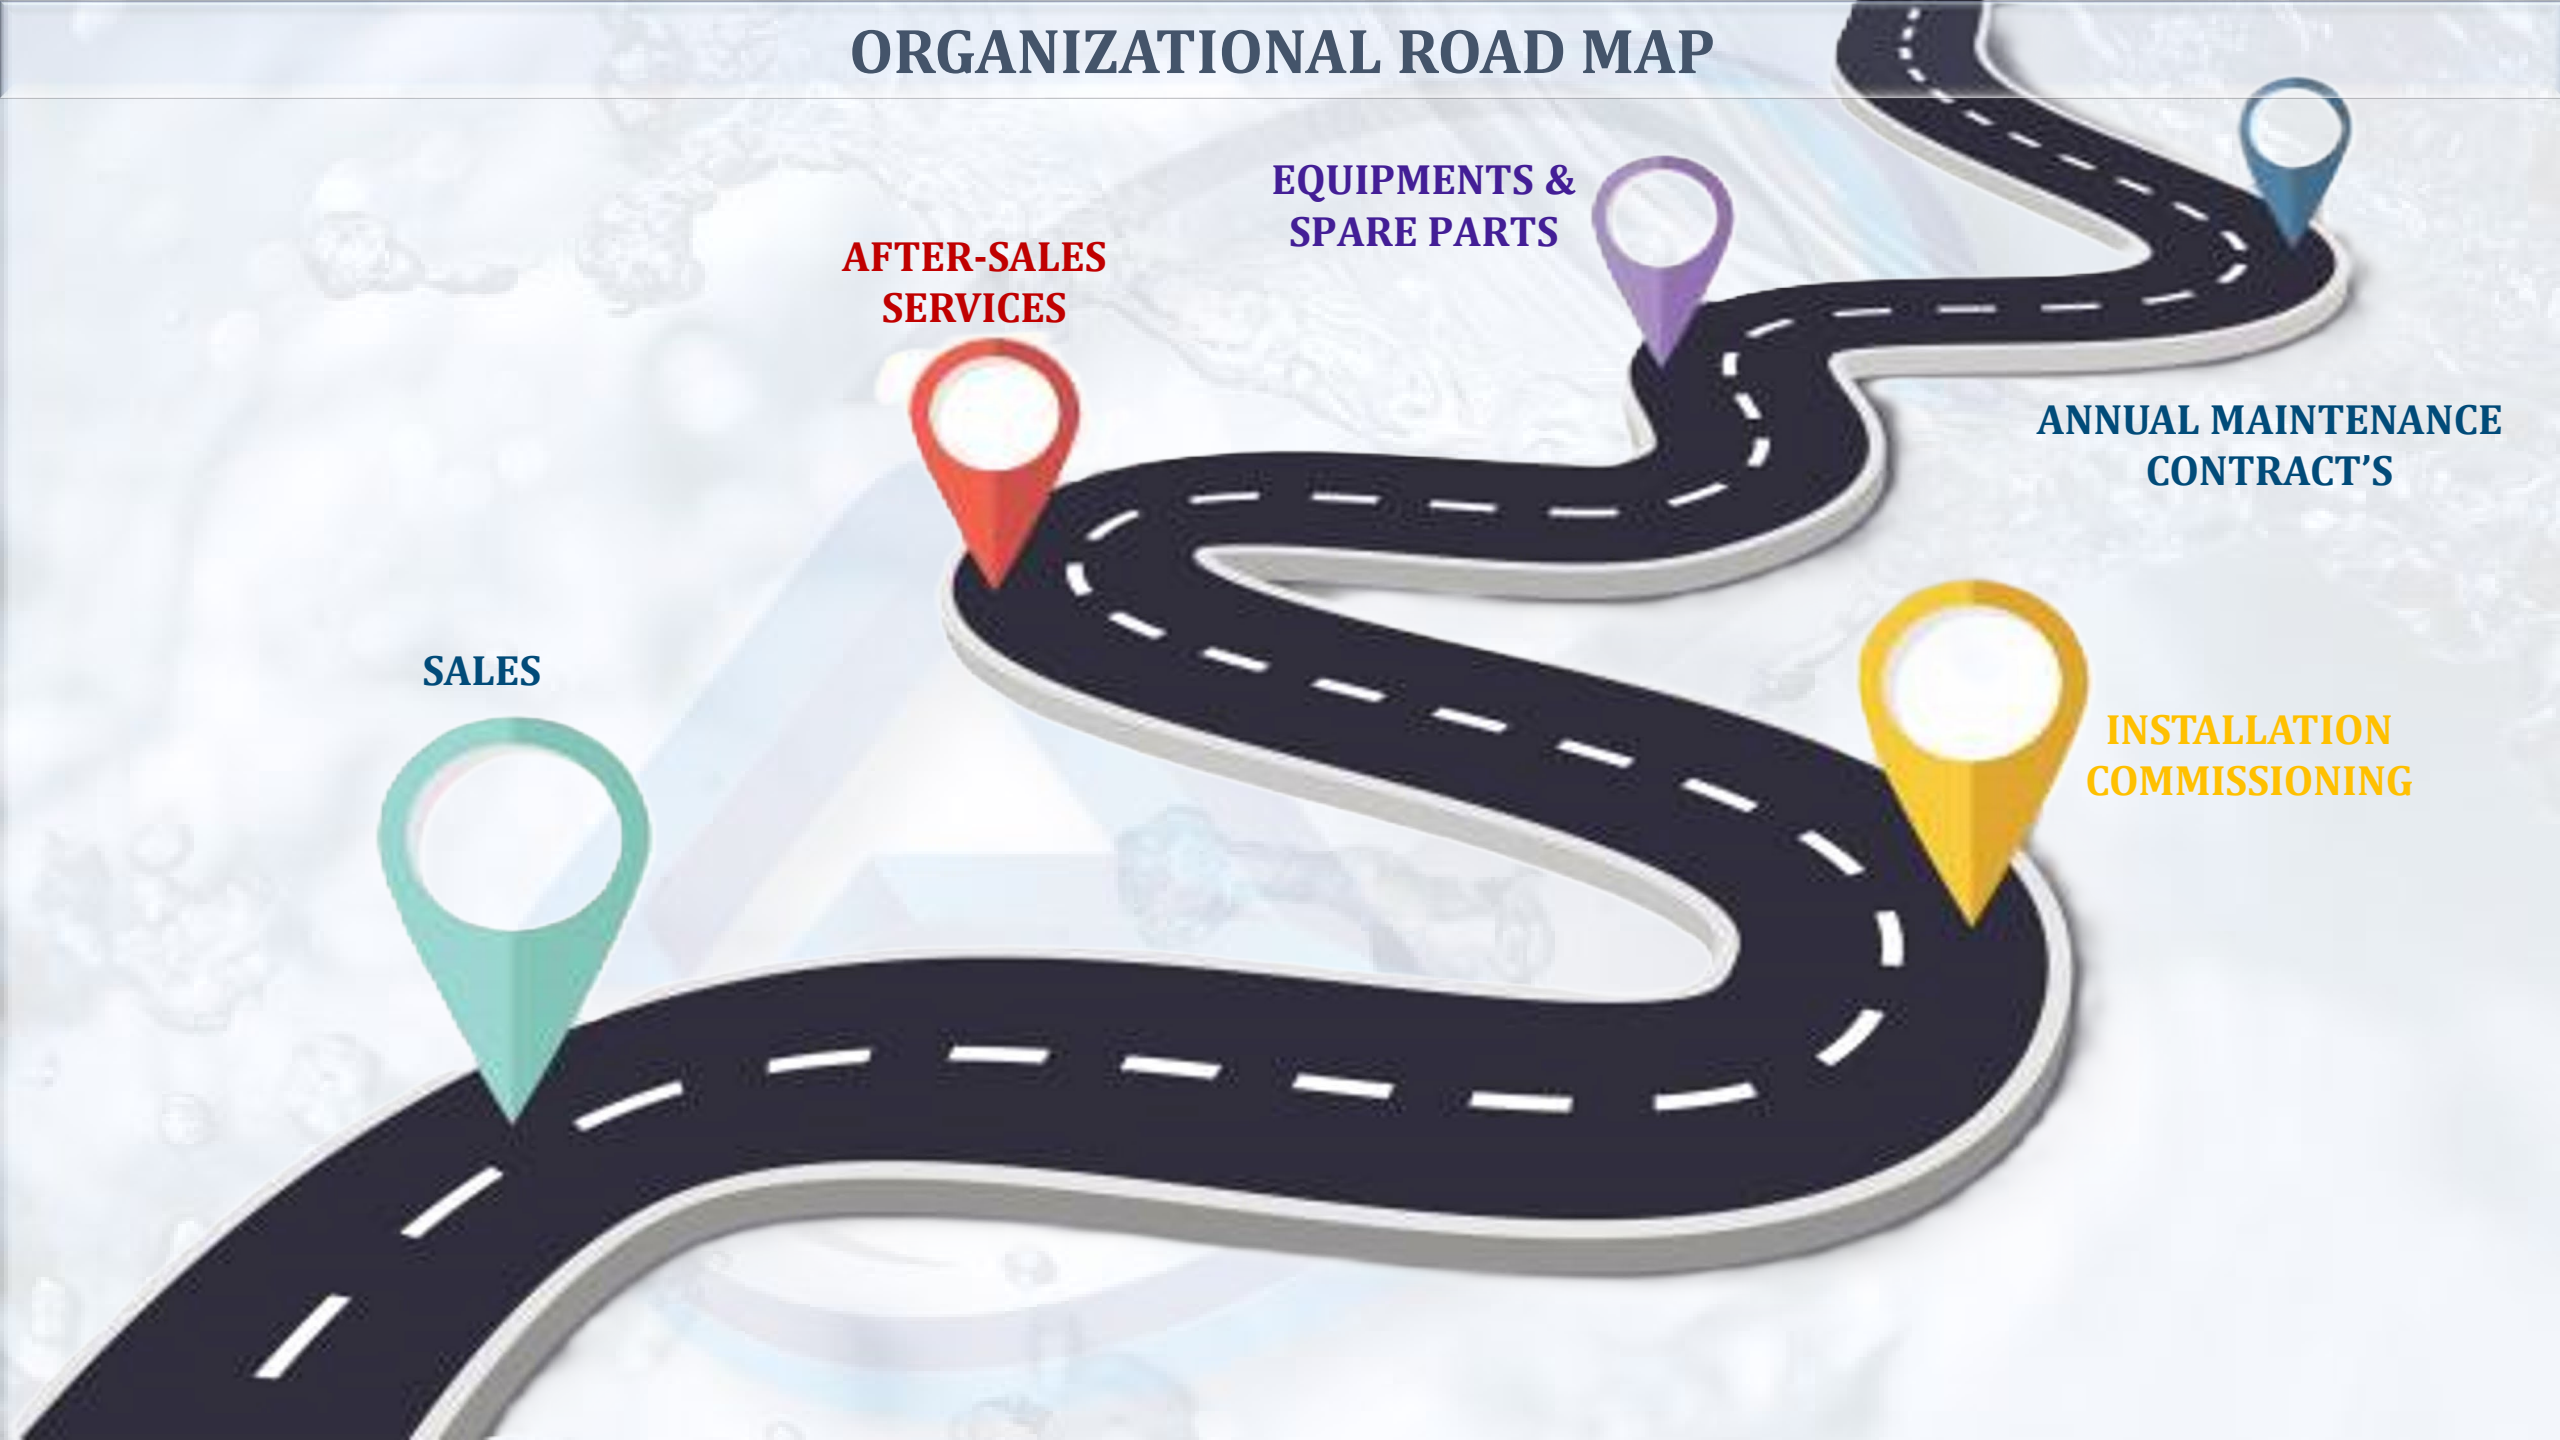 ORGANIZATIONAL ROAD MAP
EQUIPMENTS &
SPARE PARTS
AFTER-SALES
SERVICES
ANNUAL MAINTENANCE
CONTRACT’S
SALES
INSTALLATION
COMMISSIONING